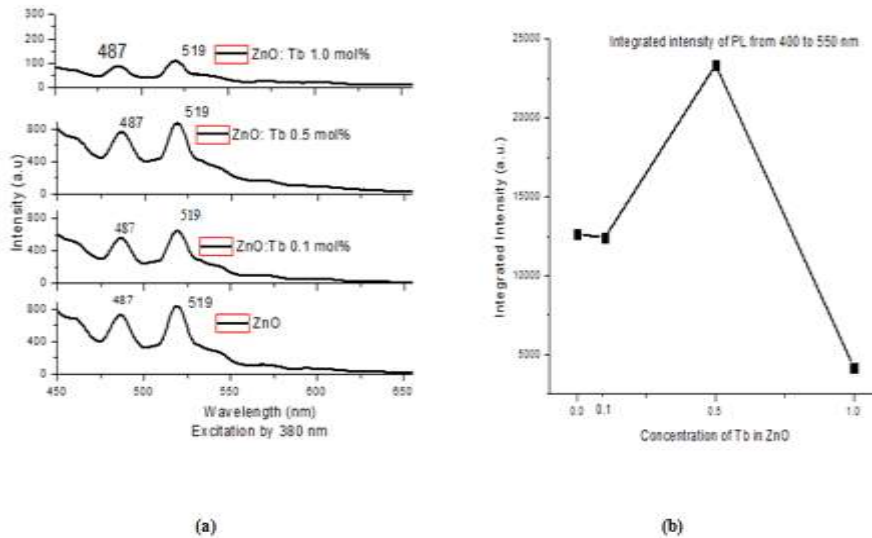 300
200
100
0
487
519
ZnO: Tb 1.0 mol%
800
400
0
487
519
ZnO: Tb 0.5 mol%
800
400
0
487
519
ZnO:Tb 0.1 mol%
800
400
0
487
519
ZnO
Intensity (a.u)
450
500
550
600
650
Wavelength (nm)
Excitation by 380 nm
(a)
Integrated intensity of PL from 400 to 550 nm
25000
20000
15000
10000
5000
Integrated Intensity (a.u.)
0.0
0.1
0.5
1.0
Concentration of Tb in ZnO
(b)